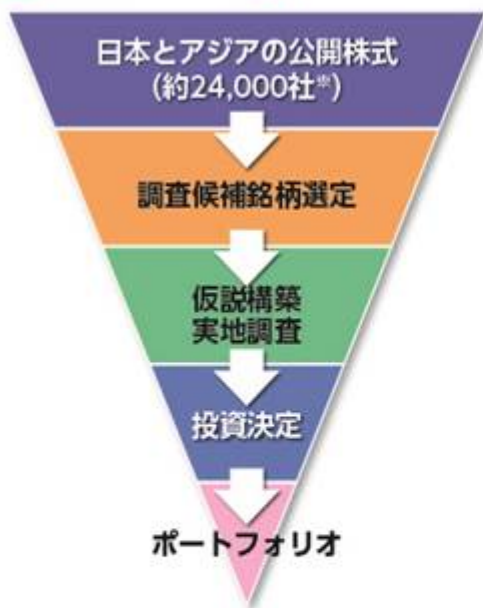 日本とアジアの公開株式
(約24,000社※)
調査候補銘柄選定
仮説構築
実地調査
投資決定
ポートフォリオ